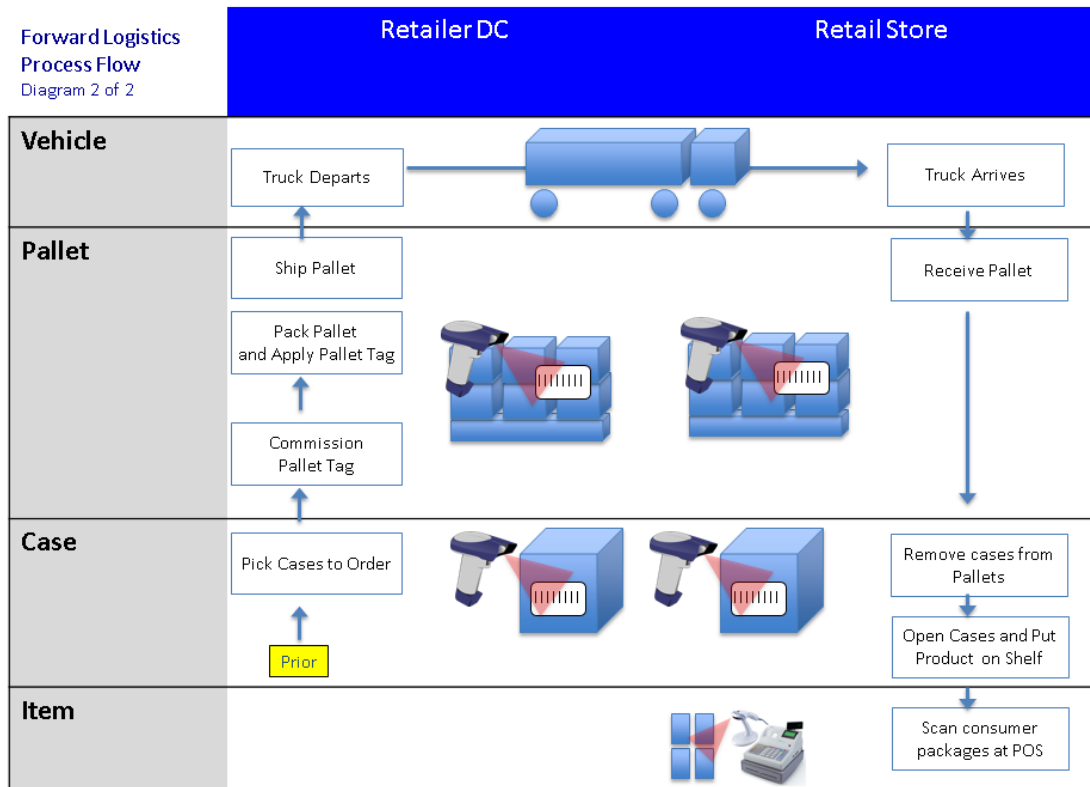 Forward Logistics
Process Flow
Diagram 2 of 2
Retailer DC
Retail Store
Vehicle
Truck Departs
Truck Arrives
Pallet
Ship Pallet
Receive Pallet
Pack Pallet
and Apply Pallet Tag
Commission
Pallet Tag
Case
Pick Cases to Order
Remove cases from
Pallets
Prior
Open Cases and Put
Product on Shelf
Item
Scan consumer
packages at POS